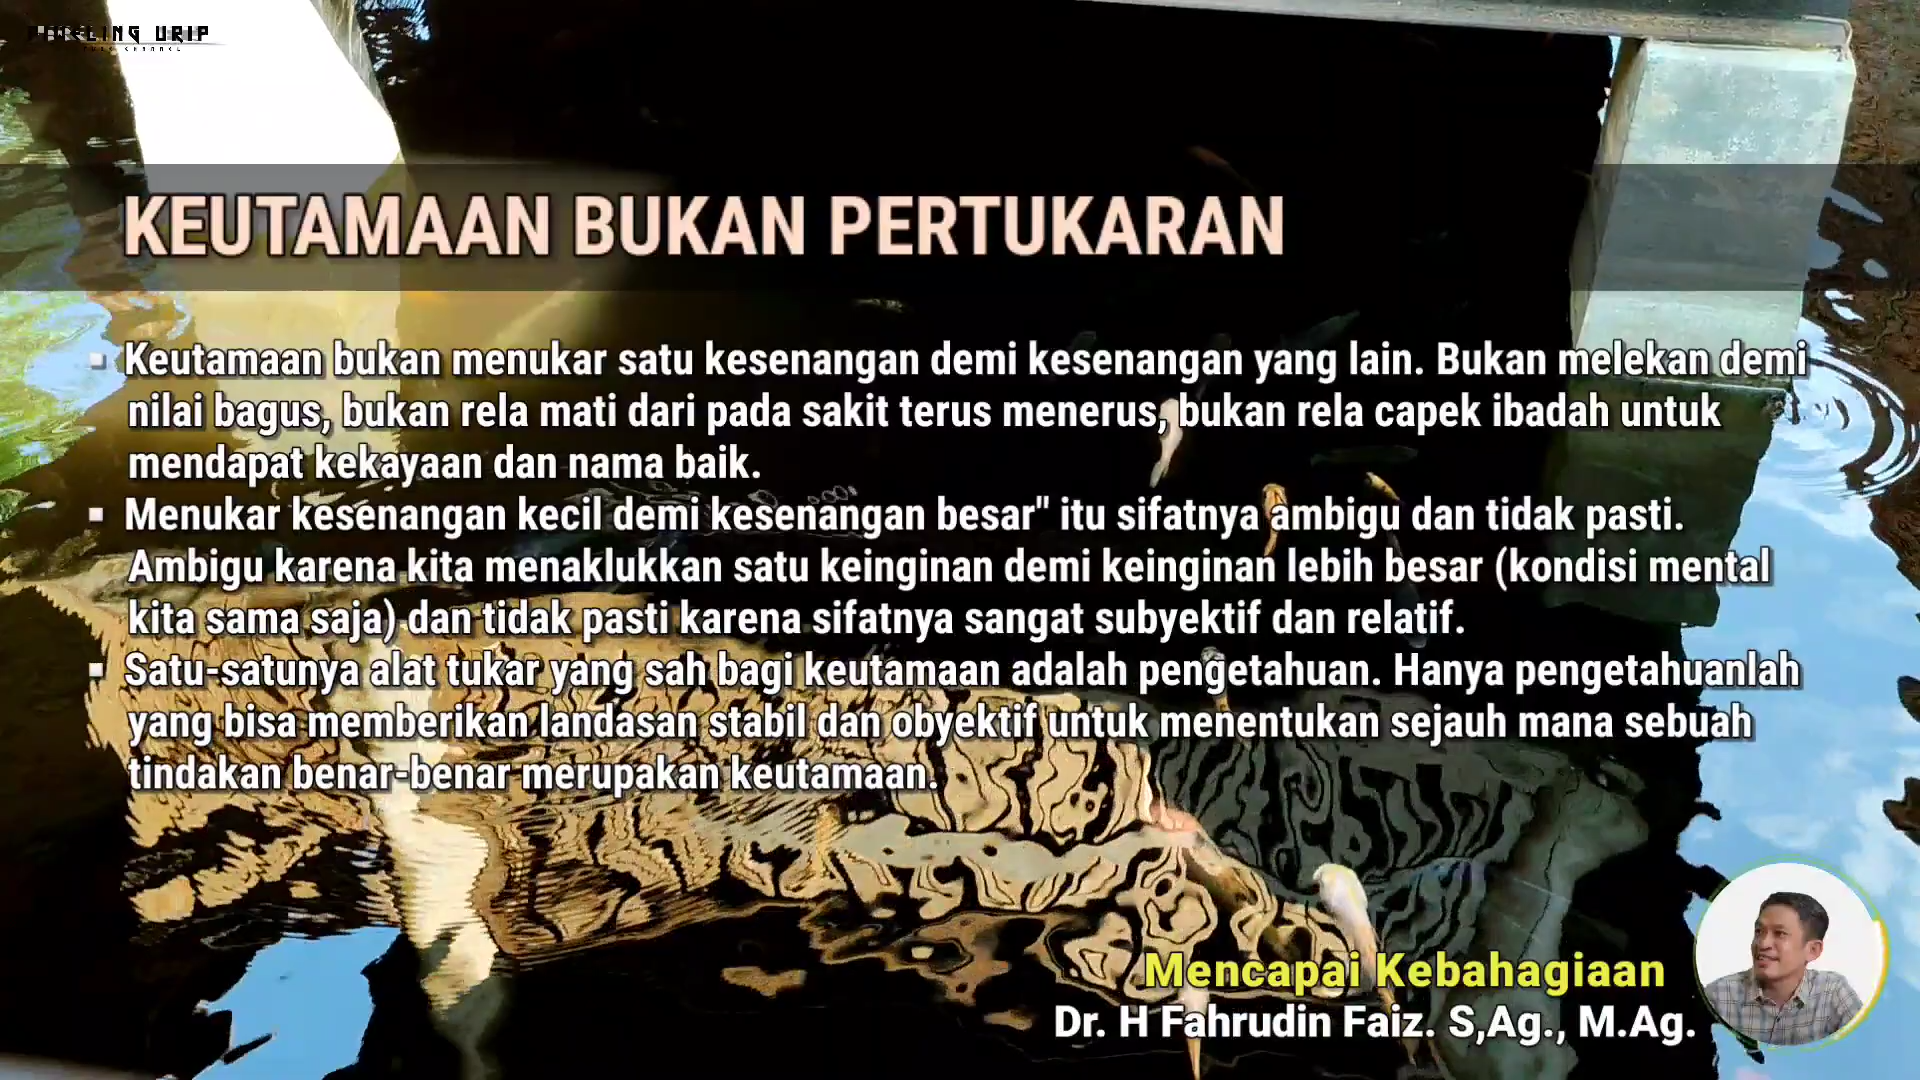 URIP
KEUTAMAAN BUKAN PERTUKARAN
▪ Keutamaan bukan menukar satu kesenangan demi kesenangan yang lain. Bukan melekan demi
nilai bagus, bukan rela mati dari pada sakit terus menerus, bukan rela capek ibadah untuk
mendapat kekayaan dan nama baik.
▪ Menukar kesenangan kecil demi kesenangan besar" itu sifatnya ambigu dan tidak pasti.
Ambigu karena kita menaklukkan satu keinginan demi keinginan lebih besar (kondisi mental
kita sama saja) dan tidak pasti karena sifatnya sangat subyektif dan relatif.
▪ Satu-satunya alat tukar yang sah bagi keutamaan adalah pengetahuan. Hanya pengetahuanlah
yang bisa memberikan landasan stabil dan obyektif untuk menentukan sejauh mana sebuah
tindakan benar-benar merupakan keutamaan.
Mencapai Kebahagiaan
Dr. H Fahrudin Faiz. S,Ag., M.Ag.